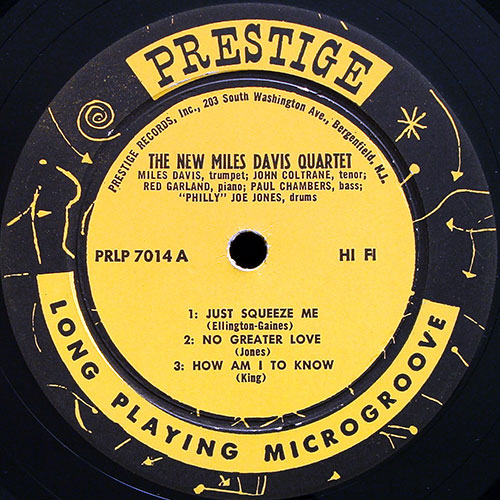 PRESTIGE
PRESTIGE RECORDS, Inc., 203 South Washington Ave., Bergenfield, N.J.
THE NEW MILES DAVIS QUARTET
MILES DAVIS, trumpet; JOHN COLTRANE, tenor;
RED GARLAND, piano; PAUL CHAMBERS, bass;
"PHILLY" JOE JONES, drums
PRLP 7014 A HI FI
1: JUST SQUEEZE ME
(Ellington-Gaines)
2: NO GREATER LOVE
(Jones)
3: HOW AM I TO KNOW
(King)
LONG PLAYING MICROGROOVE